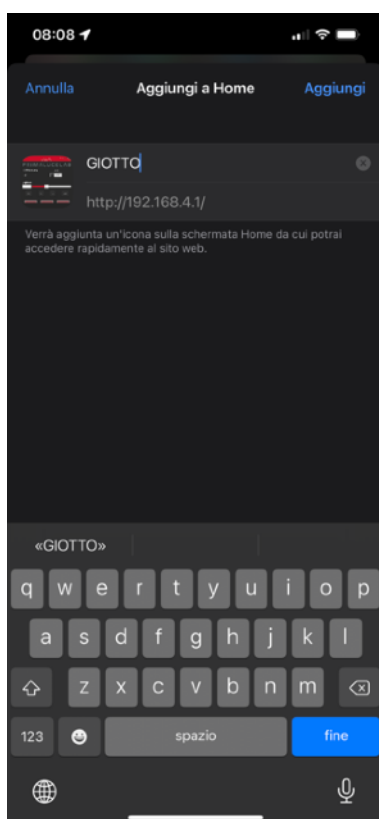 08:08
Annulla Aggiungi a Home Aggiungi
GIOTTO
http://192.168.4.1/
Verrà aggiunta un'icona sulla schermata Home da cui potrai
accedere rapidamente al sito web.
«GIOTTO»
q w e r t y u i o p
a s d f g h j k l
z x c v b n m
123 spazio fine